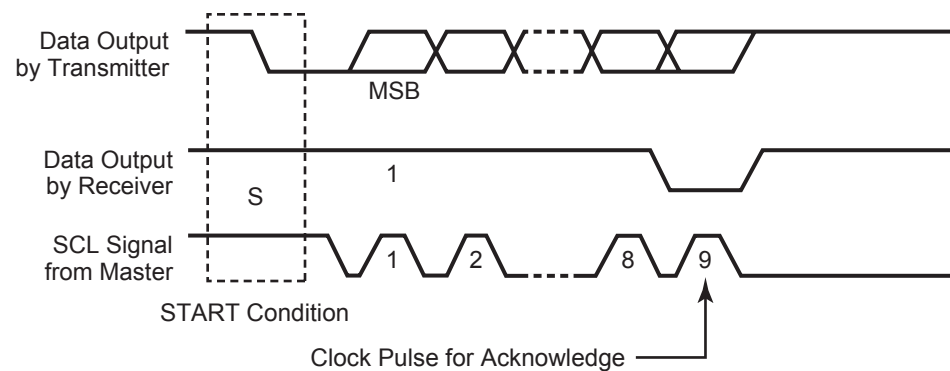 Data Output
by Transmitter
MSB
Data Output
by Receiver
1
S
SCL Signal
from Master
1 2 8 9
START Condition
Clock Pulse for Acknowledge